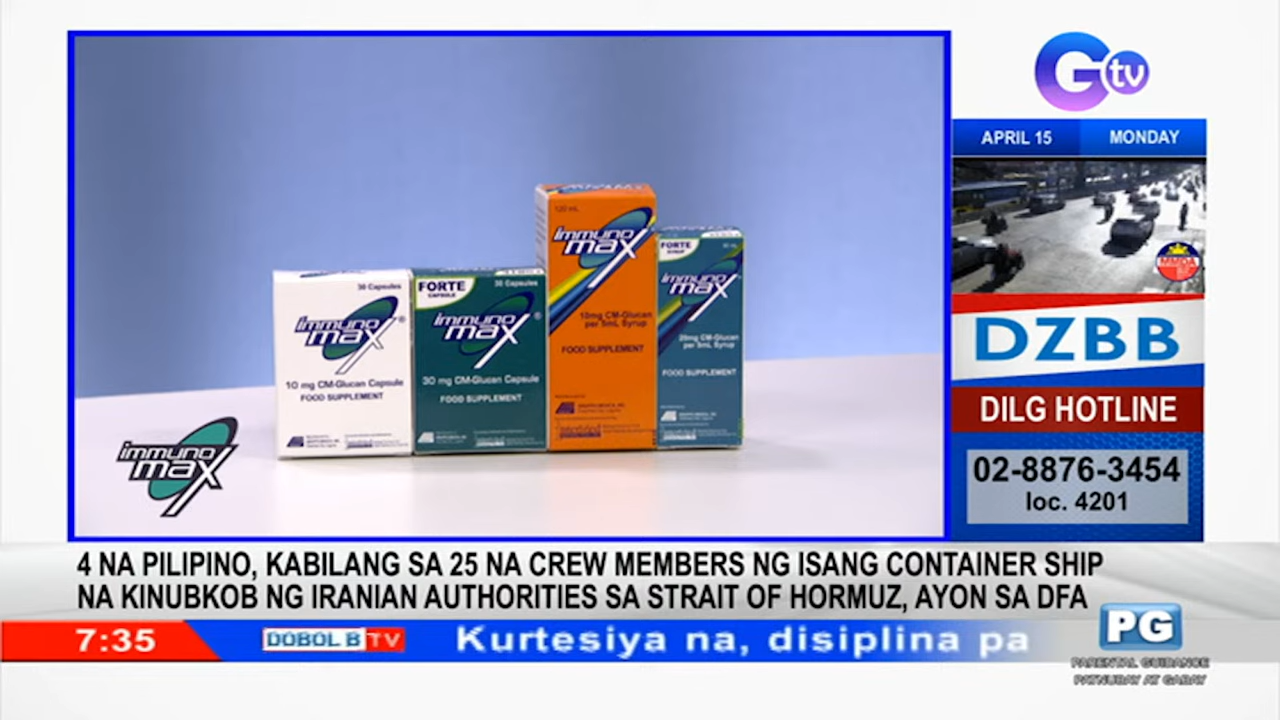 Gtv
APRIL 15 MONDAY
MMDA
DZBB
DILG HOTLINE
02-8876-3454
loc. 4201
30 Capsules
immuno
max®
10 mg CM-Glucan Capsule
FOOD SUPPLEMENT
FORTE
CAPSULE
30 Capsules
immuno
max®
30 mg CM-Glucan Capsule
FOOD SUPPLEMENT
120 mL
immuno
max
10mg CM-Glucan
per 5mL Syrup
FOOD SUPPLEMENT
FORTE
SYRUP
immuno
max
20mg CM-Glucan
per 5mL Syrup
FOOD SUPPLEMENT
immuno
max
4 NA PILIPINO, KABILANG SA 25 NA CREW MEMBERS NG ISANG CONTAINER SHIP
NA KINUBKOB NG IRANIAN AUTHORITIES SA STRAIT OF HORMUZ, AYON SA DFA
7:35 DOBOL B TV Kurtesiya na, disiplina pa
PG
PARENTAL GUIDANCE
PATNUBAY AT GABAY